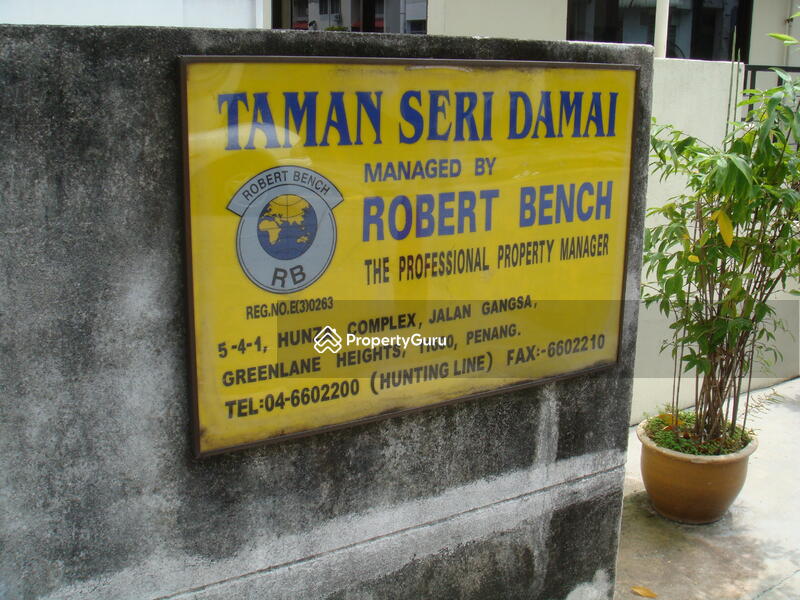 TAMAN SERI DAMAI
MANAGED BY
ROBERT BENCH
THE PROFESSIONAL PROPERTY MANAGER
ROBERT BENCH
RB
REG.NO.E(3)0263
5-4-1, COMPLEX, JALAN GANGSA,
GREENLANE HEIGHTS, PENANG.
TEL:04-6602200 (HUNTING LINE) FAX:-6602210
PropertyGuru